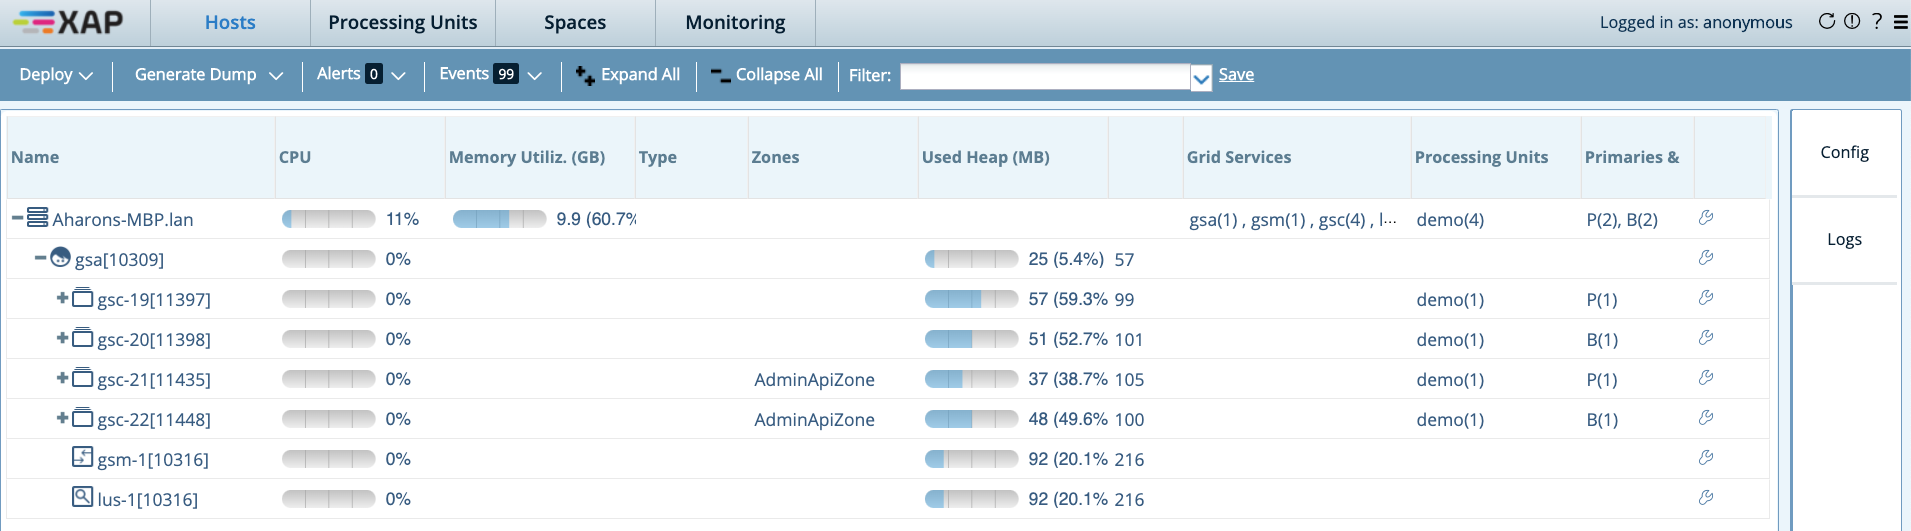 XAP Hosts Processing Units Spaces Monitoring Logged in as: anonymous ?
Deploy Generate Dump Alerts 0 Events 99 Expand All Collapse All Filter: Save
Name CPU Memory Utiliz. (GB) Type Zones Used Heap (MB) Grid Services Processing Units Primaries &
Config
Logs
Aharons-MBP.lan 11% 9.9 (60.7% gsa(1) , gsm(1) , gsc(4) , l... demo(4) P(2), B(2)
gsa[10309] 0% 25 (5.4%) 57
gsc-19[11397] 0% 57 (59.3% 99 demo(1) P(1)
gsc-20[11398] 0% 51 (52.7% 101 demo(1) B(1)
gsc-21[11435] 0% AdminApiZone 37 (38.7% 105 demo(1) P(1)
gsc-22[11448] 0% AdminApiZone 48 (49.6% 100 demo(1) B(1)
gsm-1[10316] 0% 92 (20.1% 216
lus-1[10316] 0% 92 (20.1% 216